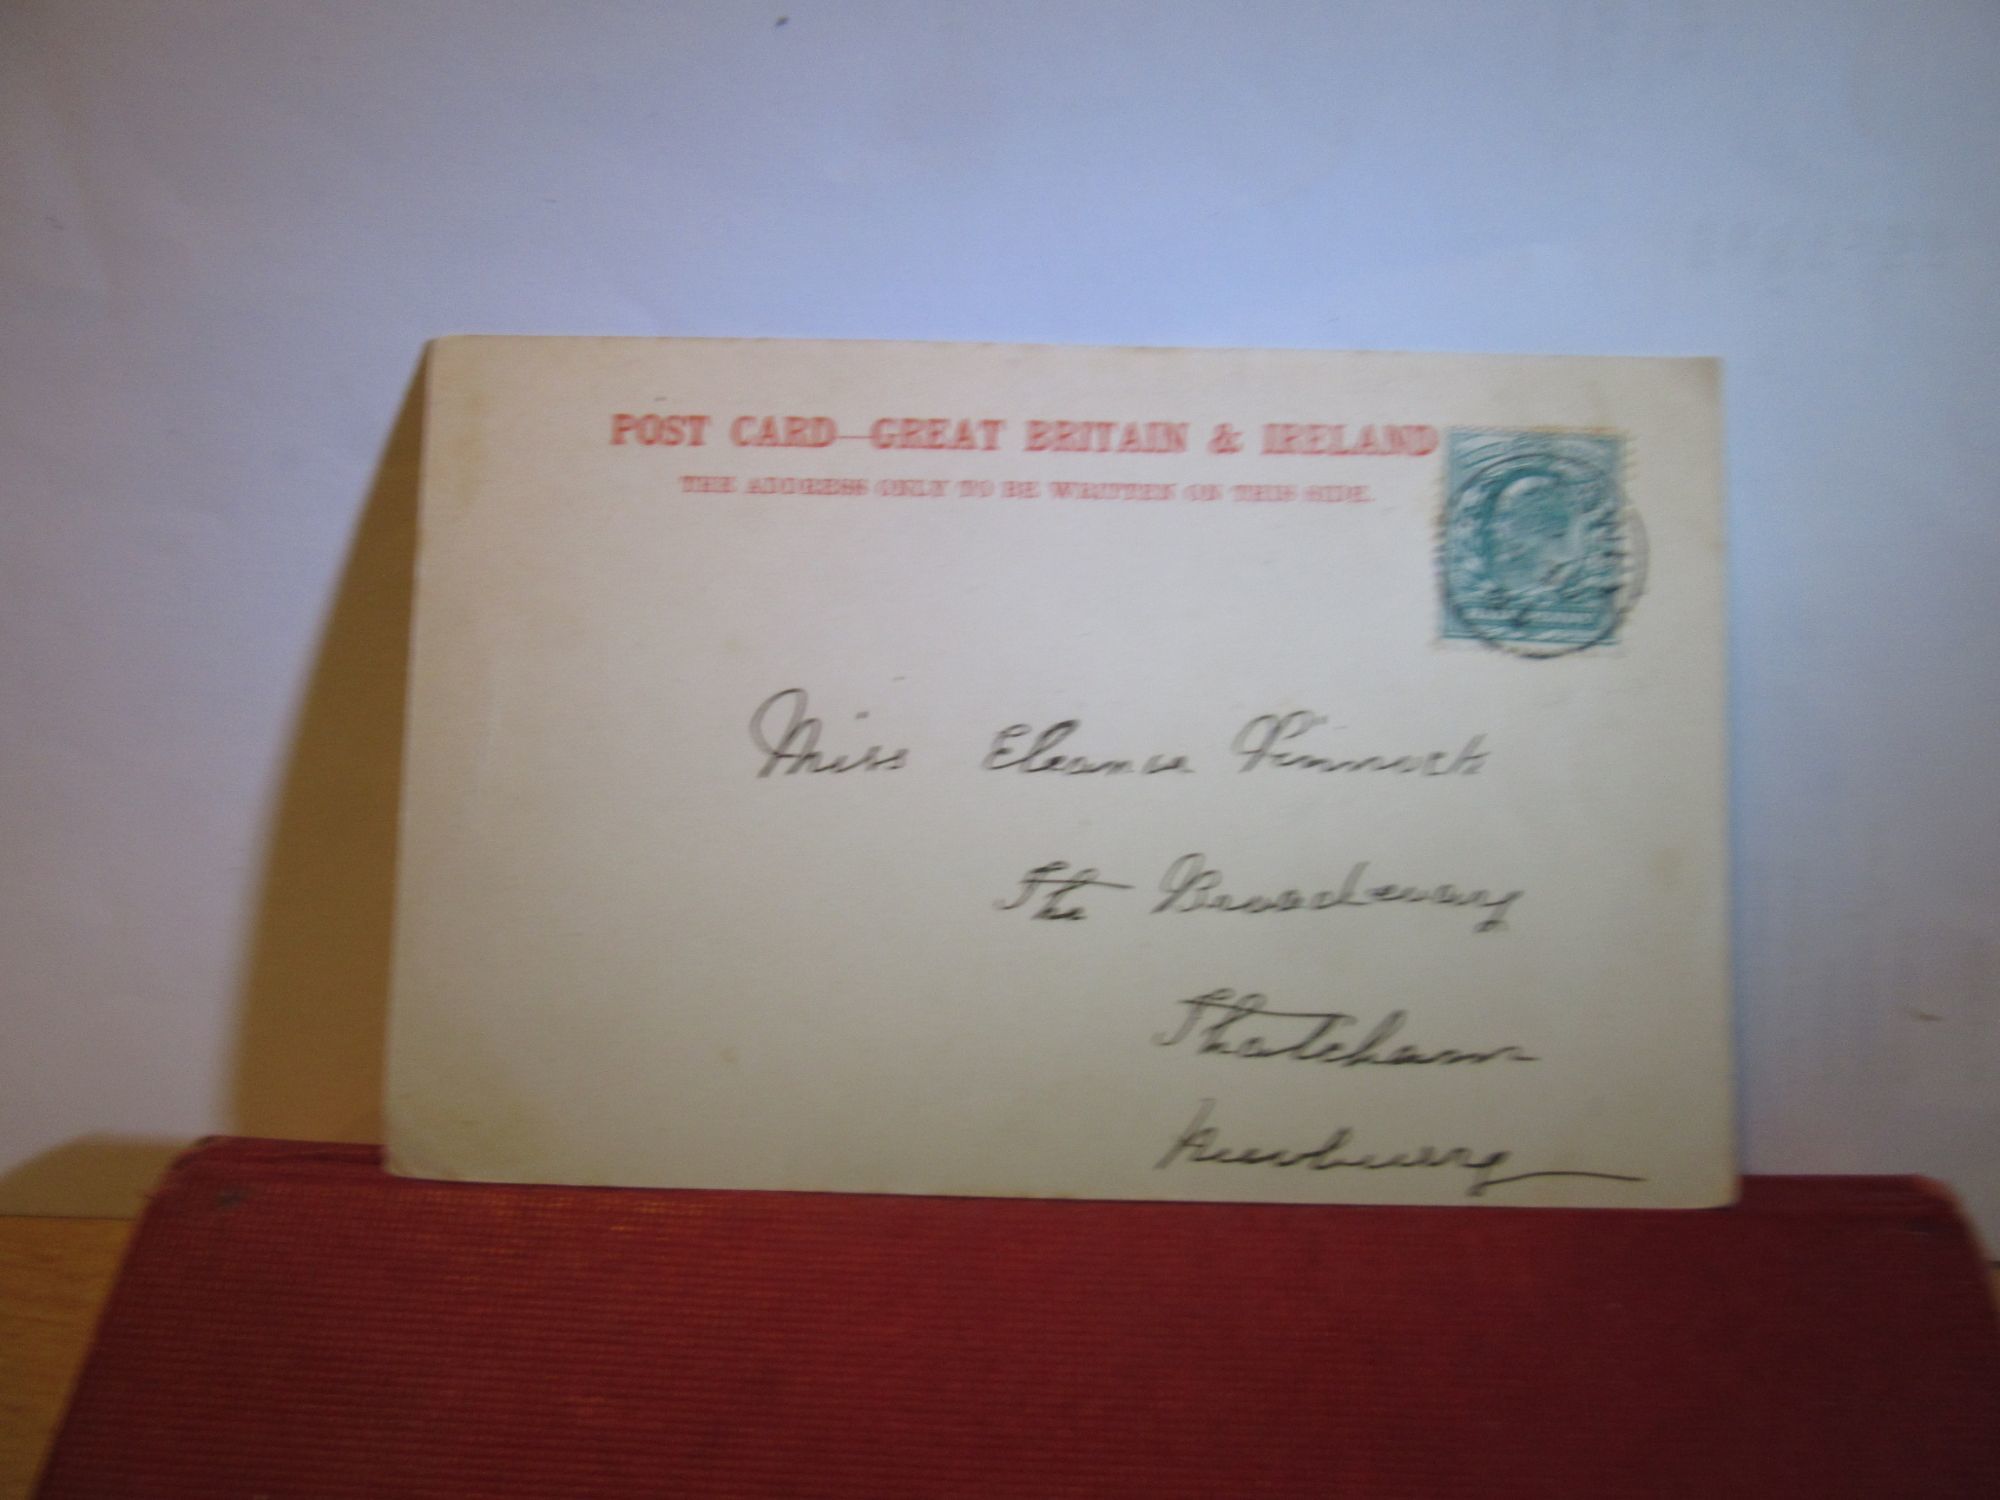 POST CARD—GREAT BRITAIN & IRELAND
THE ADDRESS ONLY TO BE WRITTEN ON THIS SIDE.
Miss Eleanor Pinnock
The Broadway
Thatcham
Newbury